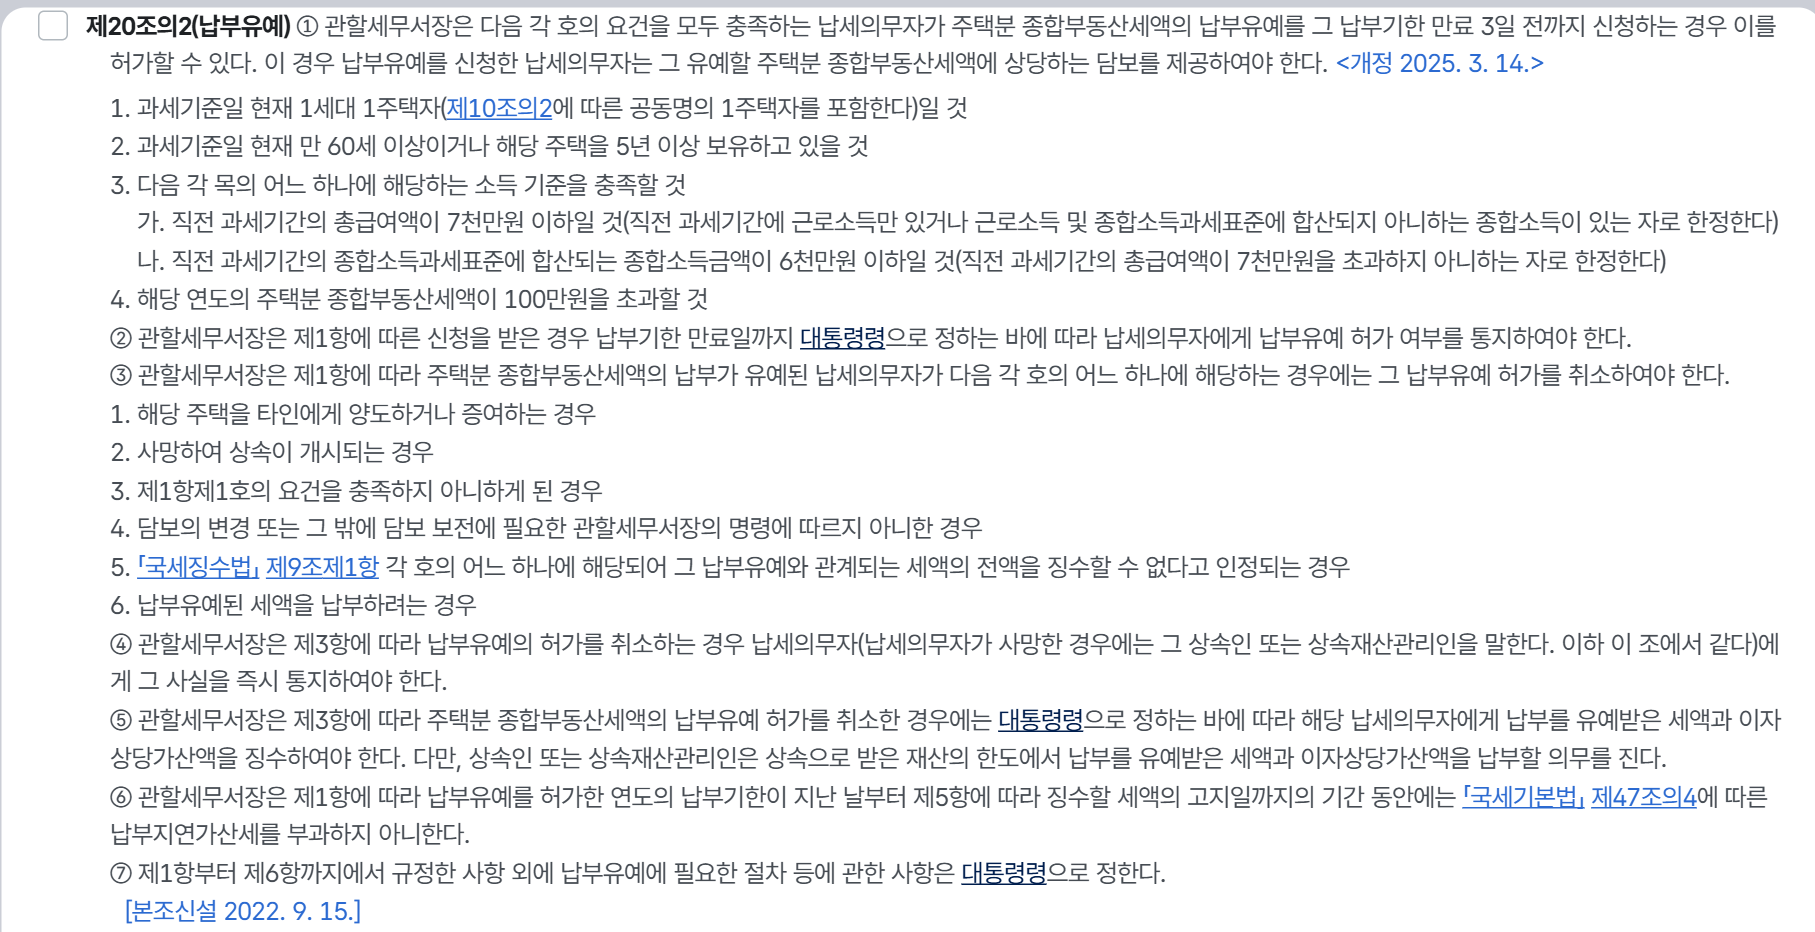 제20조의2(납부유예) ① 관할세무서장은 다음 각 호의 요건을 모두 충족하는 납세의무자가 주택분 종합부동산세액의 납부유예를 그 납부기한 만료 3일 전까지 신청하는 경우 이를
허가할 수 있다. 이 경우 납부유예를 신청한 납세의무자는 그 유예할 주택분 종합부동산세액에 상당하는 담보를 제공하여야 한다. <개정 2025. 3. 14.>
1. 과세기준일 현재 1세대 1주택자(제10조의2에 따른 공동명의 1주택자를 포함한다)일 것
2. 과세기준일 현재 만 60세 이상이거나 해당 주택을 5년 이상 보유하고 있을 것
3. 다음 각 목의 어느 하나에 해당하는 소득 기준을 충족할 것
가. 직전 과세기간의 총급여액이 7천만원 이하일 것(직전 과세기간에 근로소득만 있거나 근로소득 및 종합소득과세표준에 합산되지 아니하는 종합소득이 있는 자로 한정한다)
나. 직전 과세기간의 종합소득과세표준에 합산되는 종합소득금액이 6천만원 이하일 것(직전 과세기간의 총급여액이 7천만원을 초과하지 아니하는 자로 한정한다)
4. 해당 연도의 주택분 종합부동산세액이 100만원을 초과할 것
② 관할세무서장은 제1항에 따른 신청을 받은 경우 납부기한 만료일까지 대통령령으로 정하는 바에 따라 납세의무자에게 납부유예 허가 여부를 통지하여야 한다.
③ 관할세무서장은 제1항에 따라 주택분 종합부동산세액의 납부가 유예된 납세의무자가 다음 각 호의 어느 하나에 해당하는 경우에는 그 납부유예 허가를 취소하여야 한다.
1. 해당 주택을 타인에게 양도하거나 증여하는 경우
2. 사망하여 상속이 개시되는 경우
3. 제1항제1호의 요건을 충족하지 아니하게 된 경우
4. 담보의 변경 또는 그 밖에 담보 보전에 필요한 관할세무서장의 명령에 따르지 아니한 경우
5. 「국세징수법」 제9조제1항 각 호의 어느 하나에 해당되어 그 납부유예와 관계되는 세액의 전액을 징수할 수 없다고 인정되는 경우
6. 납부유예된 세액을 납부하려는 경우
④ 관할세무서장은 제3항에 따라 납부유예의 허가를 취소하는 경우 납세의무자(납세의무자가 사망한 경우에는 그 상속인 또는 상속재산관리인을 말한다. 이하 이 조에서 같다)에
게 그 사실을 즉시 통지하여야 한다.
⑤ 관할세무서장은 제3항에 따라 주택분 종합부동산세액의 납부유예 허가를 취소한 경우에는 대통령령으로 정하는 바에 따라 해당 납세의무자에게 납부를 유예받은 세액과 이자
상당가산액을 징수하여야 한다. 다만, 상속인 또는 상속재산관리인은 상속으로 받은 재산의 한도에서 납부를 유예받은 세액과 이자상당가산액을 납부할 의무를 진다.
⑥ 관할세무서장은 제1항에 따라 납부유예를 허가한 연도의 납부기한이 지난 날부터 제5항에 따라 징수할 세액의 고지일까지의 기간 동안에는 「국세기본법」 제47조의4에 따른
납부지연가산세를 부과하지 아니한다.
⑦ 제1항부터 제6항까지에서 규정한 사항 외에 납부유예에 필요한 절차 등에 관한 사항은 대통령령으로 정한다.
[본조신설 2022. 9. 15.]